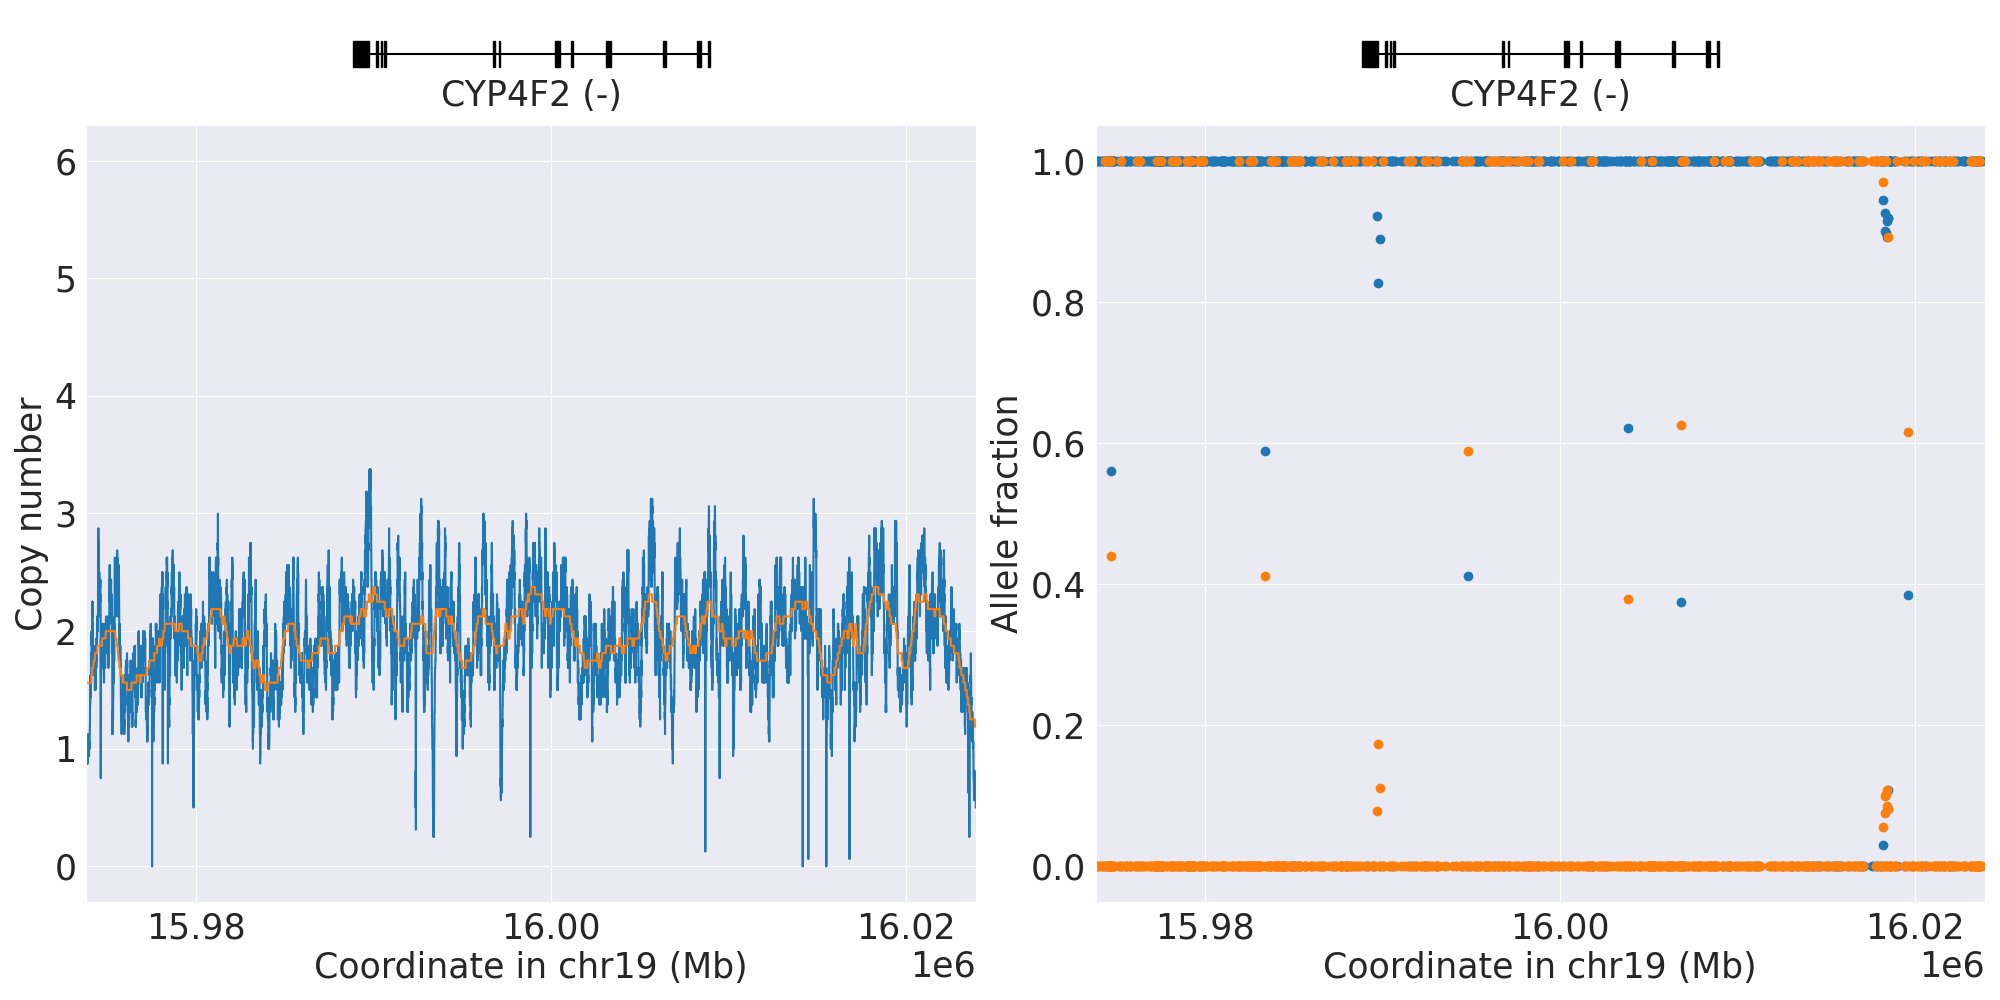 CYP4F2 (-)
6
5
4
3
2
1
0
Copy number
15.98
16.00
16.02
Coordinate in chr19 (Mb)
1e6
CYP4F2 (-)
1.0
0.8
0.6
0.4
0.2
0.0
Allele fraction
15.98
16.00
16.02
Coordinate in chr19 (Mb)
1e6